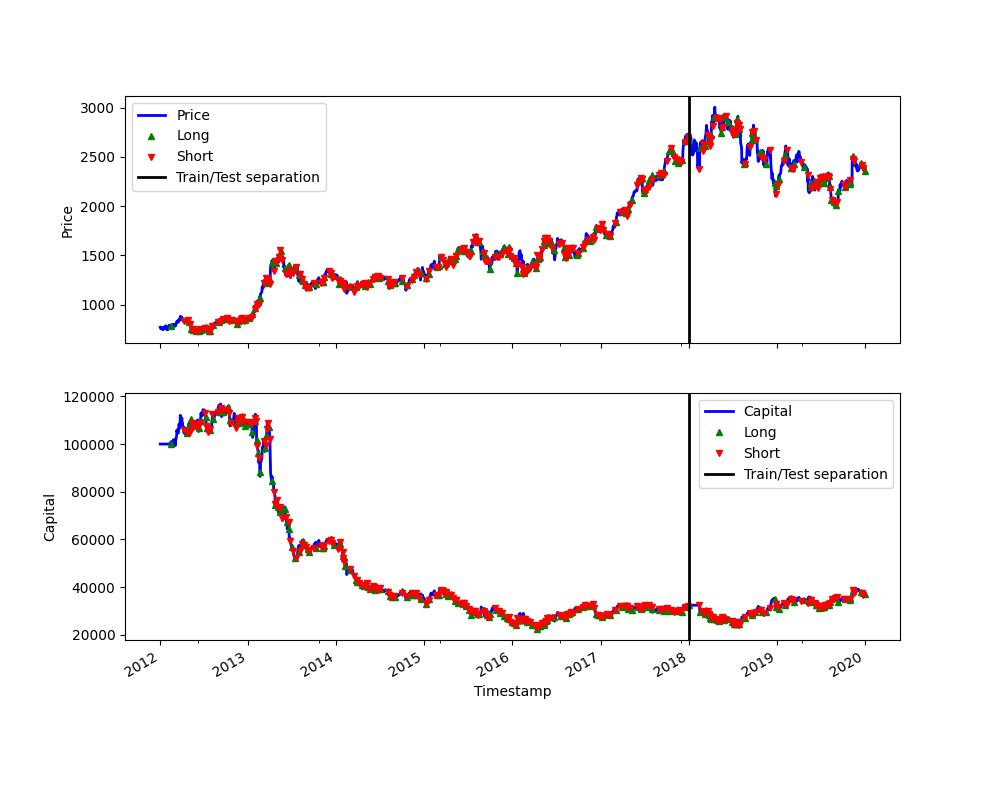 3000
2500
2000
1500
1000
Price
Price
Long
Short
Train/Test separation
120000
100000
80000
60000
40000
20000
Capital
Capital
Long
Short
Train/Test separation
2012
2013
2014
2015
2016
2017
2018
2019
2020
Timestamp